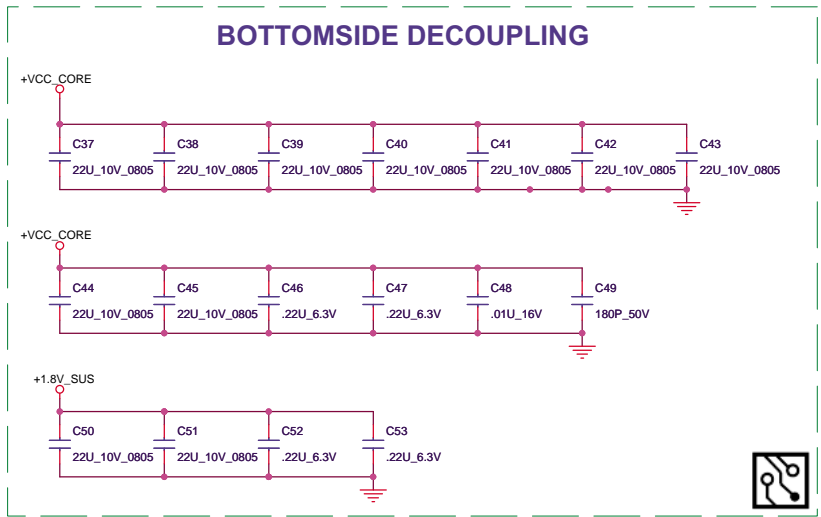 BOTTOMSIDE DECOUPLING
+VCC_CORE
C37 C38 C39 C40 C41 C42 C43
22U_10V_0805 22U_10V_0805 22U_10V_0805 22U_10V_0805 22U_10V_0805 22U_10V_0805 22U_10V_0805
+VCC_CORE
C44 C45 C46 C47 C48 C49
22U_10V_0805 22U_10V_0805 .22U_6.3V .22U_6.3V .01U_16V 180P_50V
+1.8V_SUS
C50 C51 C52 C53
22U_10V_0805 22U_10V_0805 .22U_6.3V .22U_6.3V